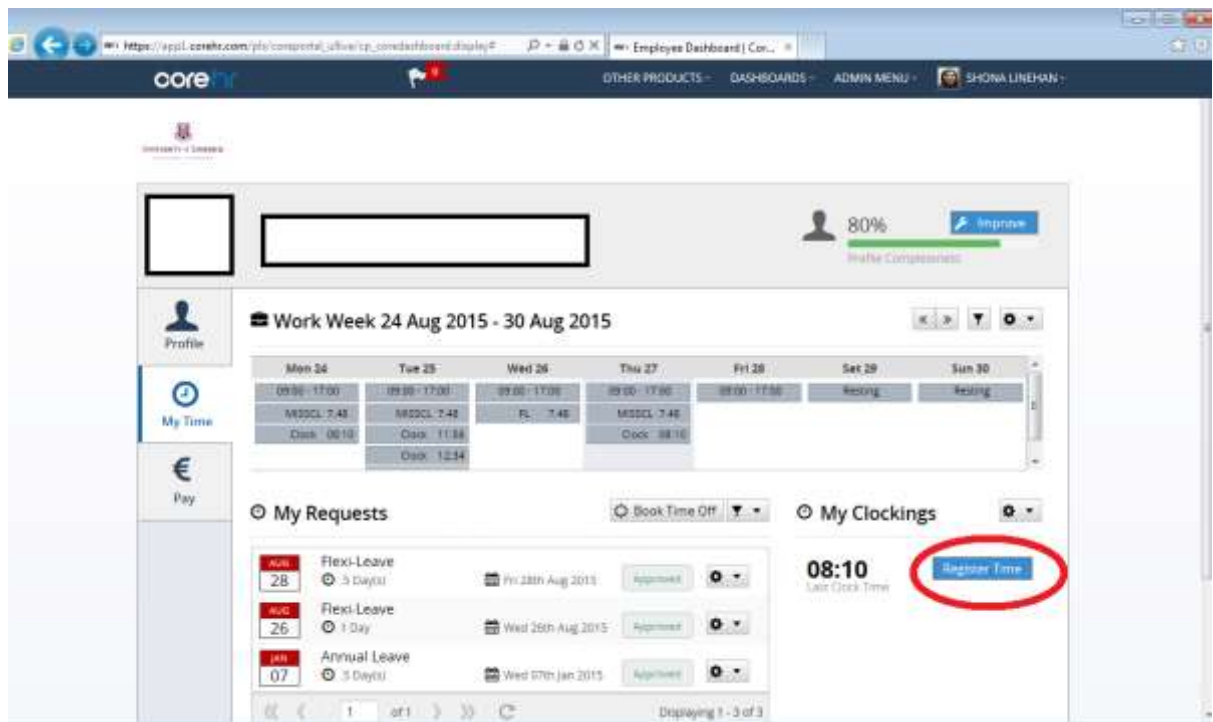 https://appl.corehr.com/pls/coreportal_ulive/cp_coredashboard.display#
Employee Dashboard | Cor...
corehr
OTHER PRODUCTS
DASHBOARDS
ADMIN MENU
SHONA LINEHAN
80%
Improve
Profile Completeness
Profile
My Time
Pay
Work Week 24 Aug 2015 - 30 Aug 2015
Mon 24 Tue 25 Wed 26 Thu 27 Fri 28 Sat 29 Sun 30
09:00 - 17:00 09:00 - 17:00 09:00 - 17:00 09:00 - 17:00 09:00 - 17:00 Resting Resting
MISSCL 7.48 MISSCL 7.48 FL 7.48 MISSCL 7.48
Clock 08:10 Clock 11:56 Clock 08:10
Clock 12:34
My Requests
Book Time Off
AUG 28
Flexi-Leave
.5 Day(s)
Fri 28th Aug 2015
Approved
AUG 26
Flexi-Leave
1 Day
Wed 26th Aug 2015
Approved
JAN 07
Annual Leave
.5 Day(s)
Wed 07th Jan 2015
Approved
1 of 1
Displaying 1 - 3 of 3
My Clockings
08:10
Last Clock Time
Register Time